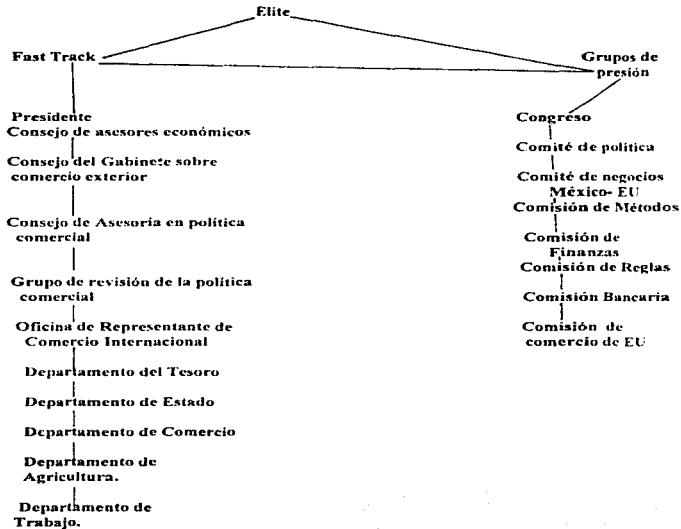 Elite
Fast Track
Grupos de
presión
Presidente
Consejo de asesores económicos
Consejo del Gabinete sobre
comercio exterior
Consejo de Asesoría en política
comercial
Grupo de revisión de la política
comercial
Oficina de Representante de
Comercio Internacional
Departamento del Tesoro
Departamento de Estado
Departamento de Comercio
Departamento de
Agricultura.
Departamento de
Trabajo.
Congreso
Comité de política
Comité de negocios
México- EU
Comisión de Métodos
Comisión de
Finanzas
Comisión de Reglas
Comisión Bancaria
Comisión de
comercio de EU